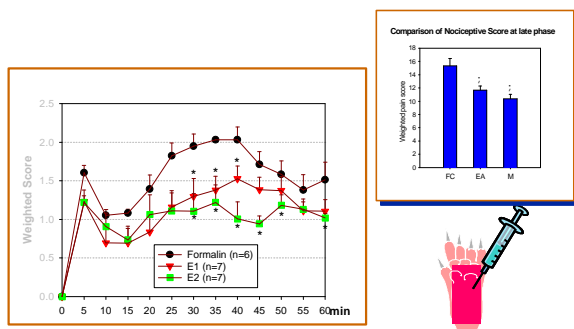 Comparison of Nociceptive Score at late phase
Weighted pain score
18
16
14
12
10
8
6
4
2
0
FC EA M
Weighted Score
2.5
2.0
1.5
1.0
0.5
0.0
* * *
* * * * * *
Formalin (n=6)
E1 (n=7)
E2 (n=7)
0 5 10 15 20 25 30 35 40 45 50 55 60 min